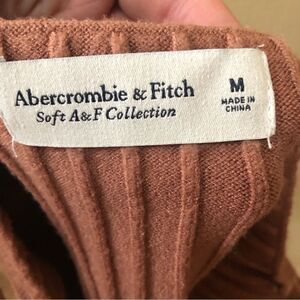 Abercrombie & Fitch
Soft A&F Collection
M
MADE IN
CHINA